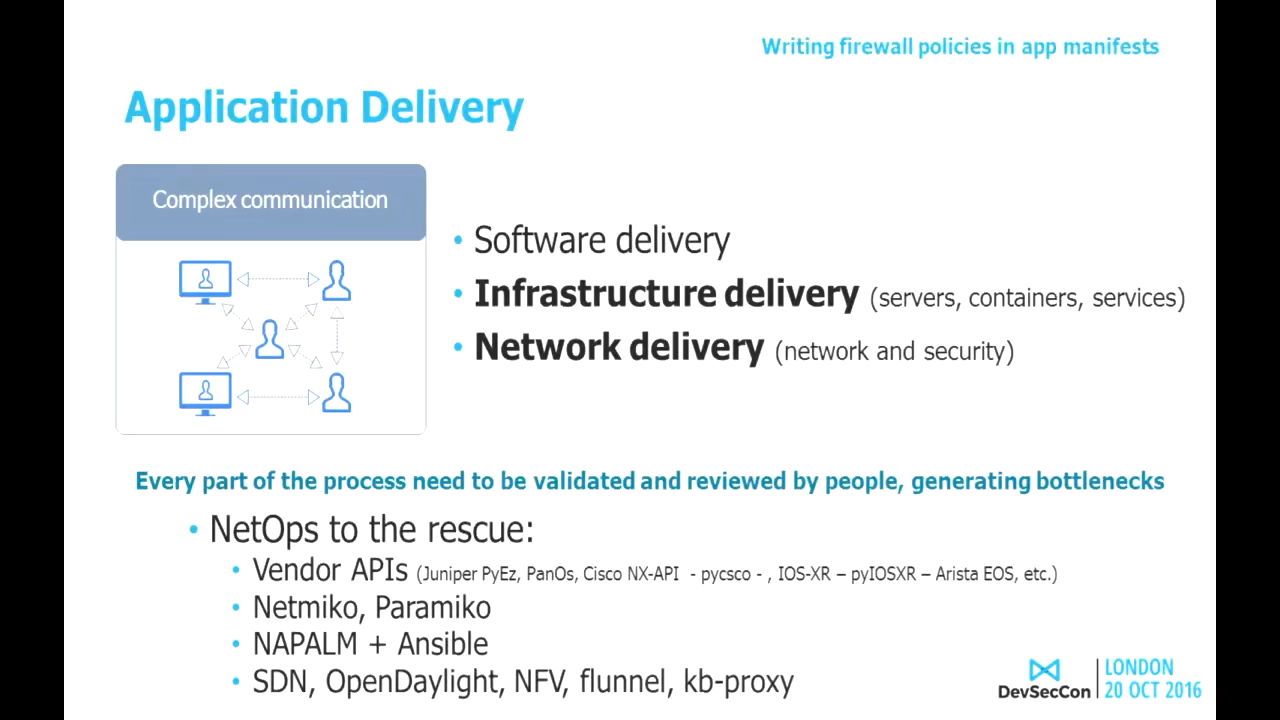 Writing firewall policies in app manifests
Application Delivery
Complex communication
• Software delivery
• Infrastructure delivery (servers, containers, services)
• Network delivery (network and security)
Every part of the process need to be validated and reviewed by people, generating bottlenecks
• NetOps to the rescue:
• Vendor APIs (Juniper PyEz, PanOs, Cisco NX-API - pycsco - , IOS-XR – pyIOSXR – Arista EOS, etc.)
• Netmiko, Paramiko
• NAPALM + Ansible
• SDN, OpenDaylight, NFV, flunnel, kb-proxy
DevSecCon
LONDON
20 OCT 2016